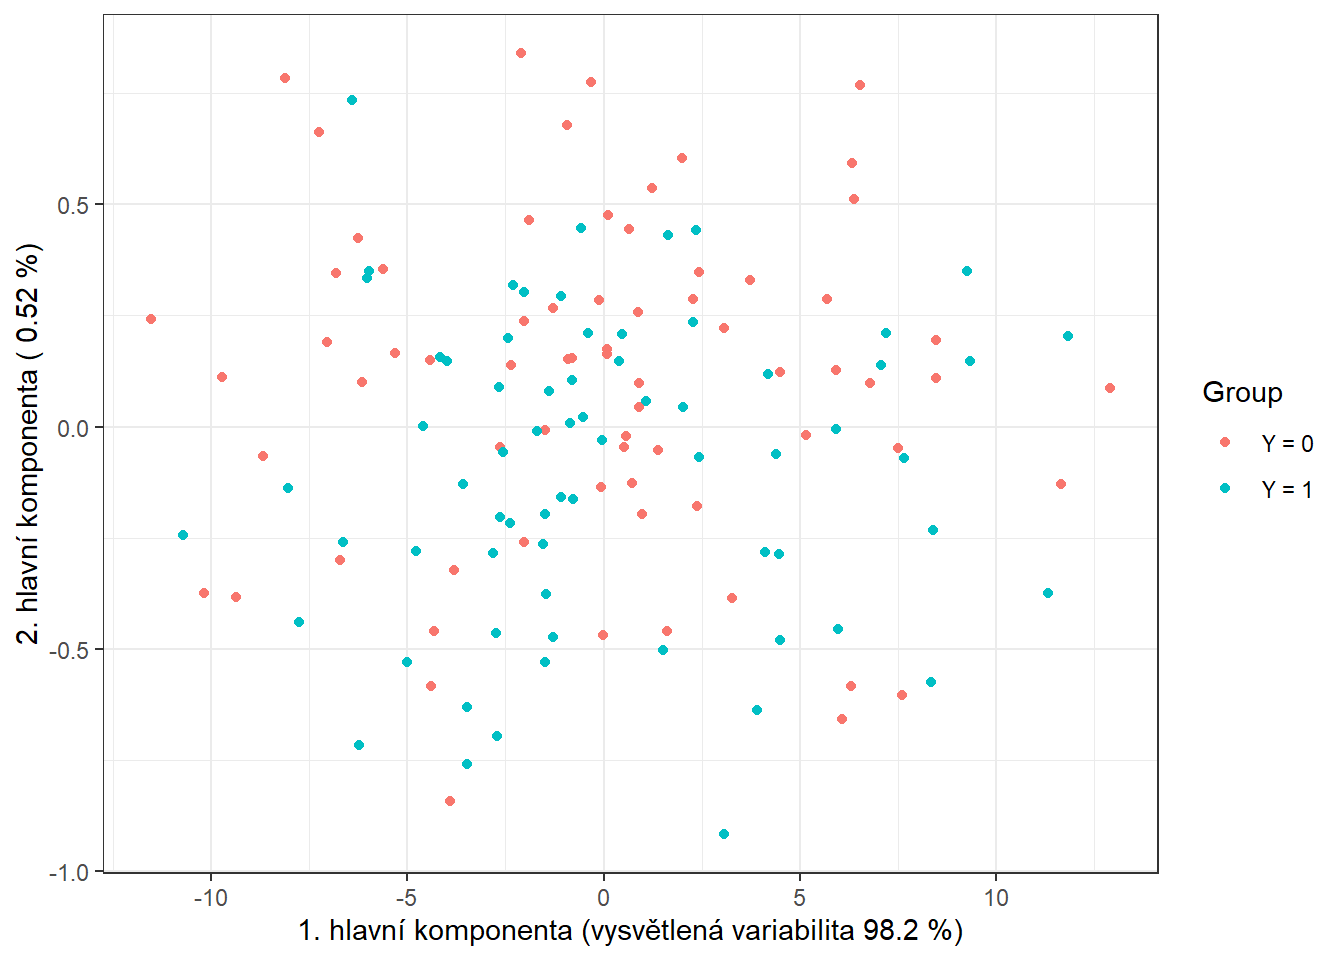 0.5
0.0
-0.5
-1.0
-10
-5
0
5
10
1. hlavní komponenta (vysvětlená variabilita 98.2 %)
2. hlavní komponenta ( 0.52 %)
Group
Y = 0
Y = 1